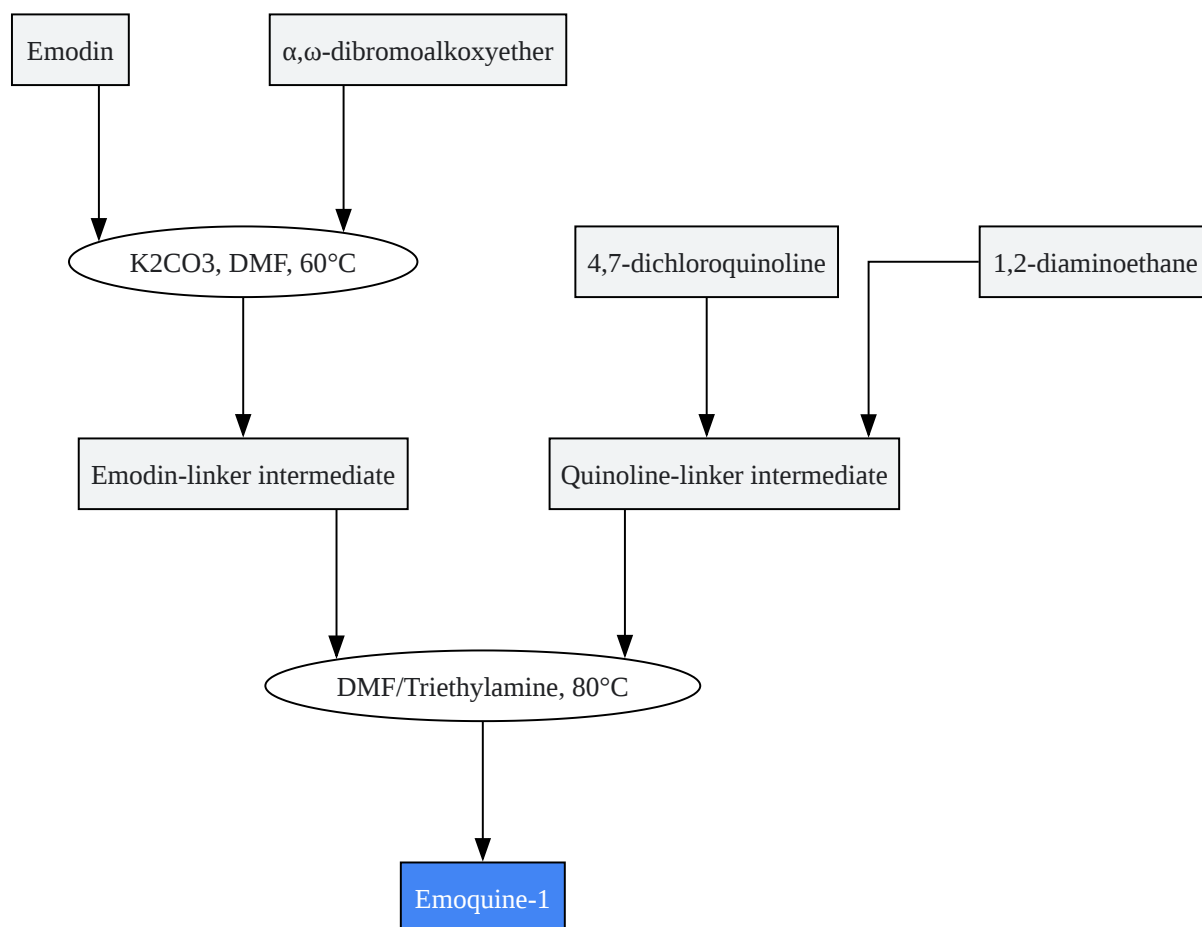 Emodin
α,ω-dibromoalkoxyether
K2CO3, DMF, 60°C
4,7-dichloroquinoline
1,2-diaminoethane
Emodin-linker intermediate
Quinoline-linker intermediate
DMF/Triethylamine, 80°C
Emoquine-1